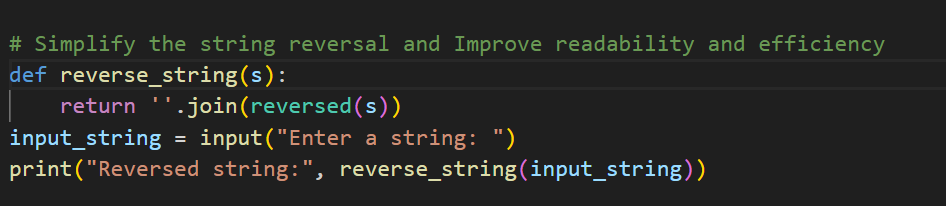 # Simplify the string reversal and Improve readability and efficiency
def reverse_string(s):
    return ''.join(reversed(s))
input_string = input("Enter a string: ")
print("Reversed string:", reverse_string(input_string))